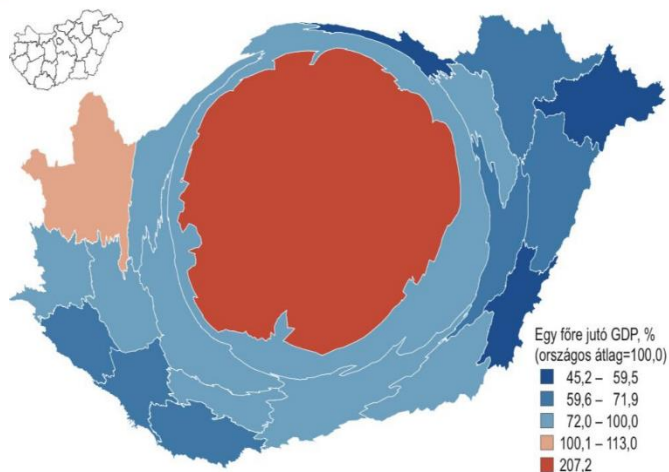 Egy főre jutó GDP, %
(országos átlag=100,0)
45,2 – 59,5
59,6 – 71,9
72,0 – 100,0
100,1 – 113,0
207,2